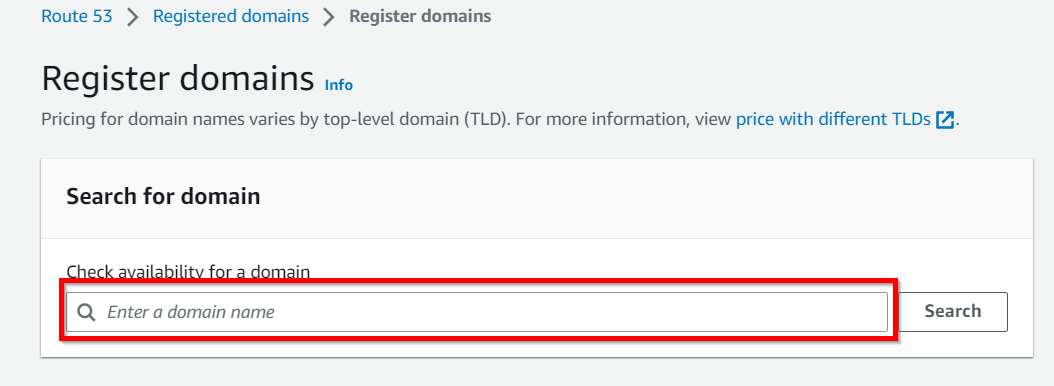 Route 53 > Registered domains > Register domains
Register domains Info
Pricing for domain names varies by top-level domain (TLD). For more information, view price with different TLDs.
Search for domain
Check availability for a domain
Enter a domain name Search